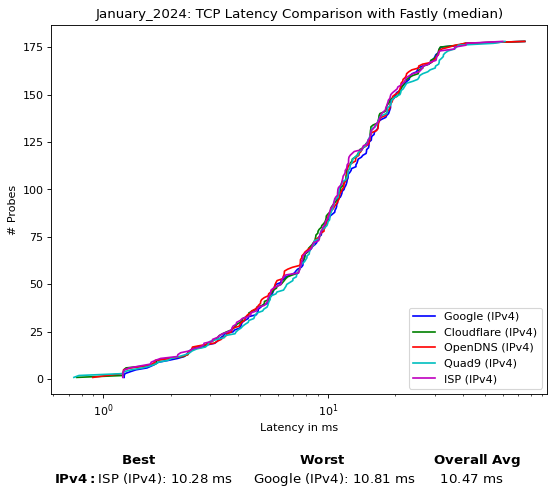 January_2024: TCP Latency Comparison with Fastly (median)
175
150
125
100
75
50
25
0
# Probes
Google (IPv4)
Cloudflare (IPv4)
OpenDNS (IPv4)
Quad9 (IPv4)
ISP (IPv4)
10⁰ 10¹
Latency in ms
Best Worst Overall Avg
IPv4: ISP (IPv4): 10.28 ms Google (IPv4): 10.81 ms 10.47 ms